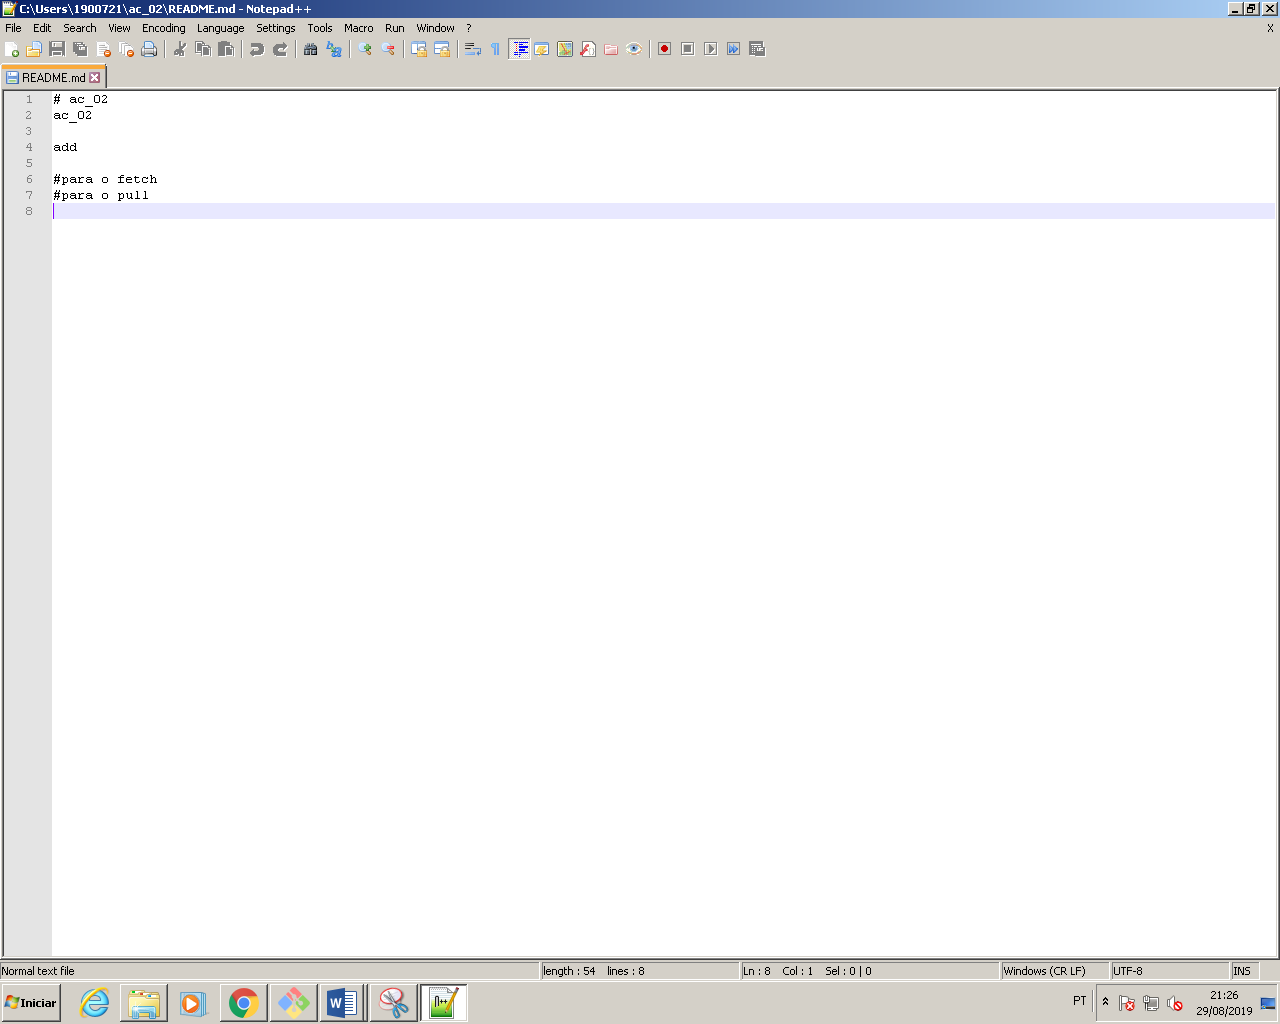 C:\Users\1900721\ac_02\README.md - Notepad++
File Edit Search View Encoding Language Settings Tools Macro Run Window ? X
README.md
1 # ac_02
2 ac_02
3
4 add
5
6 #para o fetch
7 #para o pull
8
Normal text file length : 54 lines : 8 Ln : 8 Col : 1 Sel : 0 | 0 Windows (CR LF) UTF-8 INS
Iniciar PT 21:26
29/08/2019